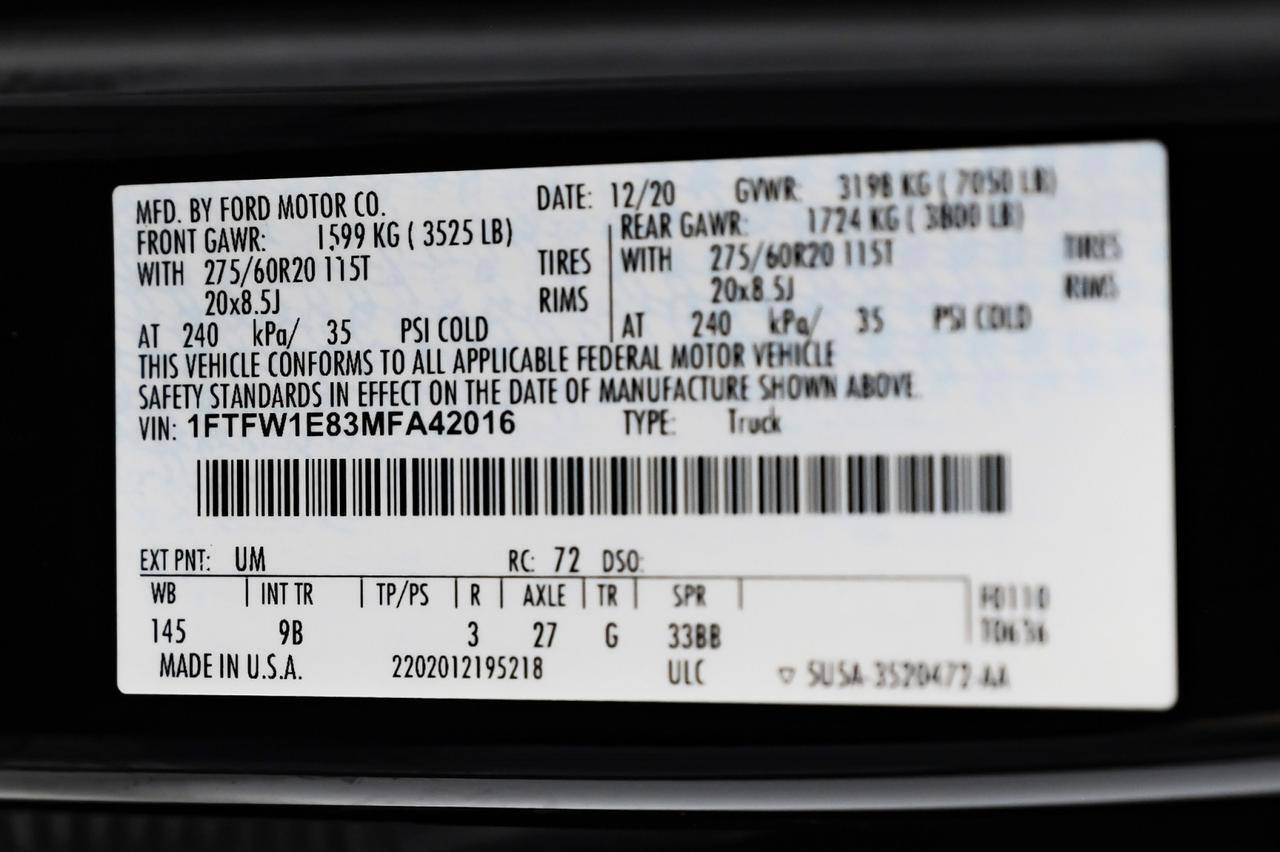 MFD. BY FORD MOTOR CO. DATE: 12/20 GVWR: 3198 KG ( 7050 LB)
FRONT GAWR: 1599 KG ( 3525 LB) REAR GAWR: 1724 KG ( 3800 LB)
WITH 275/60R20 115T TIRES WITH 275/60R20 115T TIRES
20x8.5J RIMS 20x8.5J RIMS
AT 240 kPa/ 35 PSI COLD AT 240 kPa/ 35 PSI COLD
THIS VEHICLE CONFORMS TO ALL APPLICABLE FEDERAL MOTOR VEHICLE
SAFETY STANDARDS IN EFFECT ON THE DATE OF MANUFACTURE SHOWN ABOVE.
VIN: 1FTFW1E83MFA42016 TYPE: Truck
EXT PNT: UM RC: 72 DSO:
WB INT TR TP/PS R AXLE TR SPR F0110
145 9B 3 27 G 33BB T0636
MADE IN U.S.A. 2202012195218 ULC ▽ 5U5A-3520472-AA